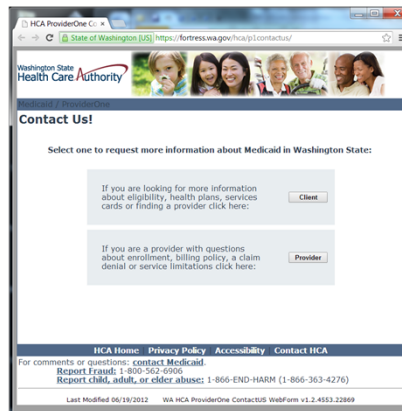 HCA ProviderOne Co
State of Washington [US] https://fortress.wa.gov/hca/p1contactus/
Washington State
Health Care Authority
Medicaid / ProviderOne
Contact Us!
Select one to request more information about Medicaid in Washington State:
If you are looking for more information
about eligibility, health plans, services
cards or finding a provider click here:
Client
If you are a provider with questions
about enrollment, billing policy, a claim
denial or service limitations click here:
Provider
HCA Home Privacy Policy Accessibility Contact HCA
For comments or questions: contact Medicaid.
Report Fraud: 1-800-562-6906
Report child, adult, or elder abuse: 1-866-END-HARM (1-866-363-4276)
Last Modified 06/19/2012 WA HCA ProviderOne ContactUS WebForm v1.2.4553.22869